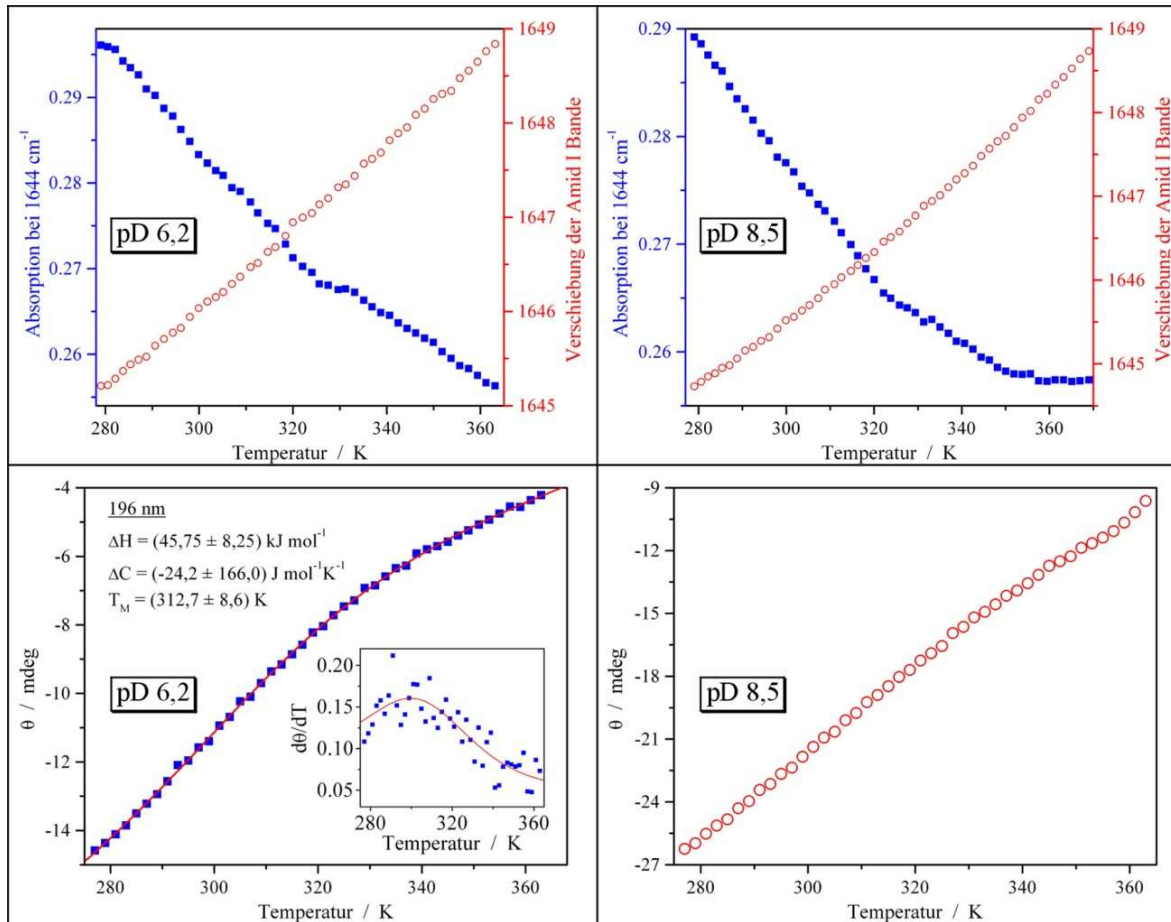 0.29
0.28
0.27
0.26
Absorption bei 1644 cm⁻¹
pD 6,2
1649
1648
1647
1646
1645
Verschiebung der Amid I Bande
280 300 320 340 360
Temperatur / K
0.29
0.28
0.27
0.26
Absorption bei 1644 cm⁻¹
pD 8,5
1649
1648
1647
1646
1645
Verschiebung der Amid I Bande
280 300 320 340 360
Temperatur / K
-4
-6
-8
-10
-12
-14
θ / mdeg
196 nm
ΔH = (45,75 ± 8,25) kJ mol⁻¹
ΔC = (-24,2 ± 166,0) J mol⁻¹K⁻¹
T_M = (312,7 ± 8,6) K
pD 6,2
0.20
0.15
0.10
0.05
dθ/dT
280 320 360
Temperatur / K
280 300 320 340 360
Temperatur / K
-9
-12
-15
-18
-21
-24
-27
θ / mdeg
pD 8,5
280 300 320 340 360
Temperatur / K